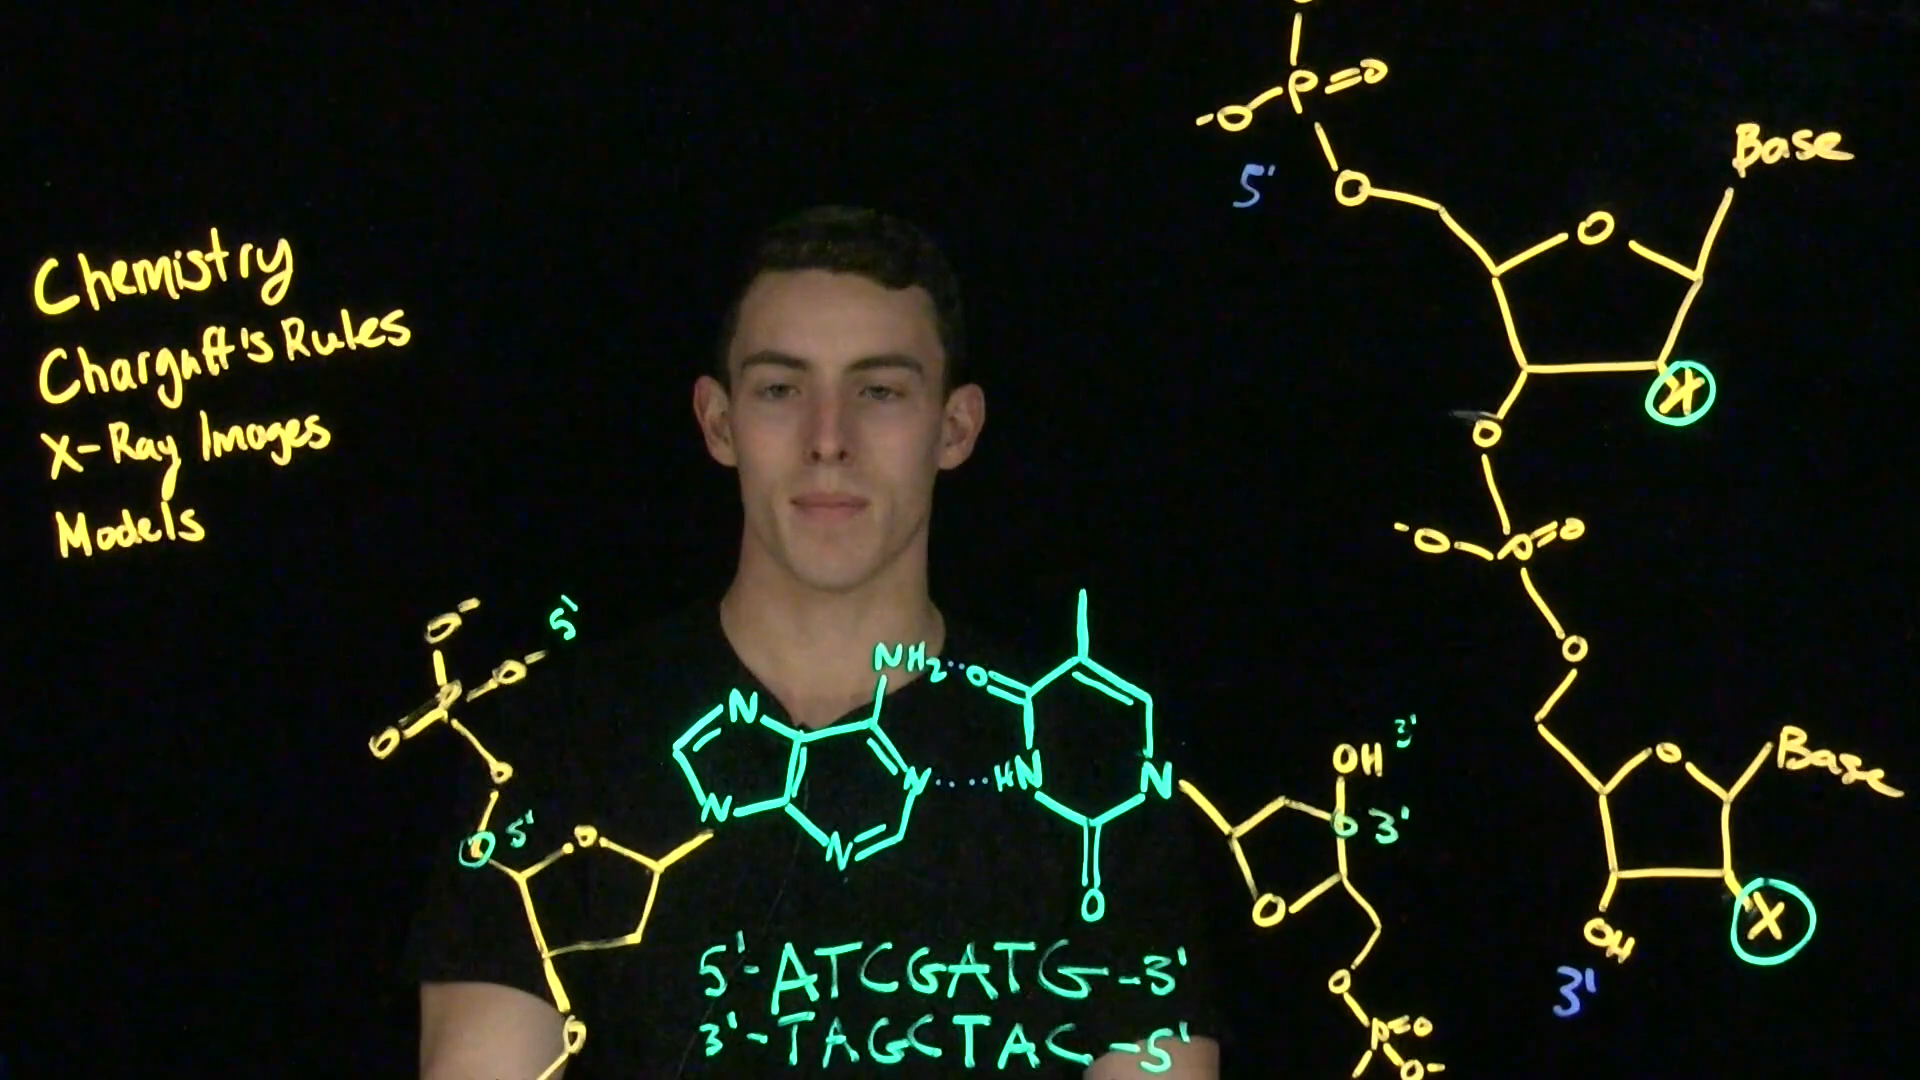 Chemistry
Chargaff's Rules
X-Ray Images
Models
P=O
-O
5'
O
O
Base
X
O
-O P=O
O
O
Base
OH
X
3'
O-
5'
O-
P
O
O
5'
O
O
O
NH2
O
N
N
HN
N
N
N
O
OH 3'
3'
O
O
P=O
O-
5'-ATCGATG-3'
3'-TAGCTAC-5'